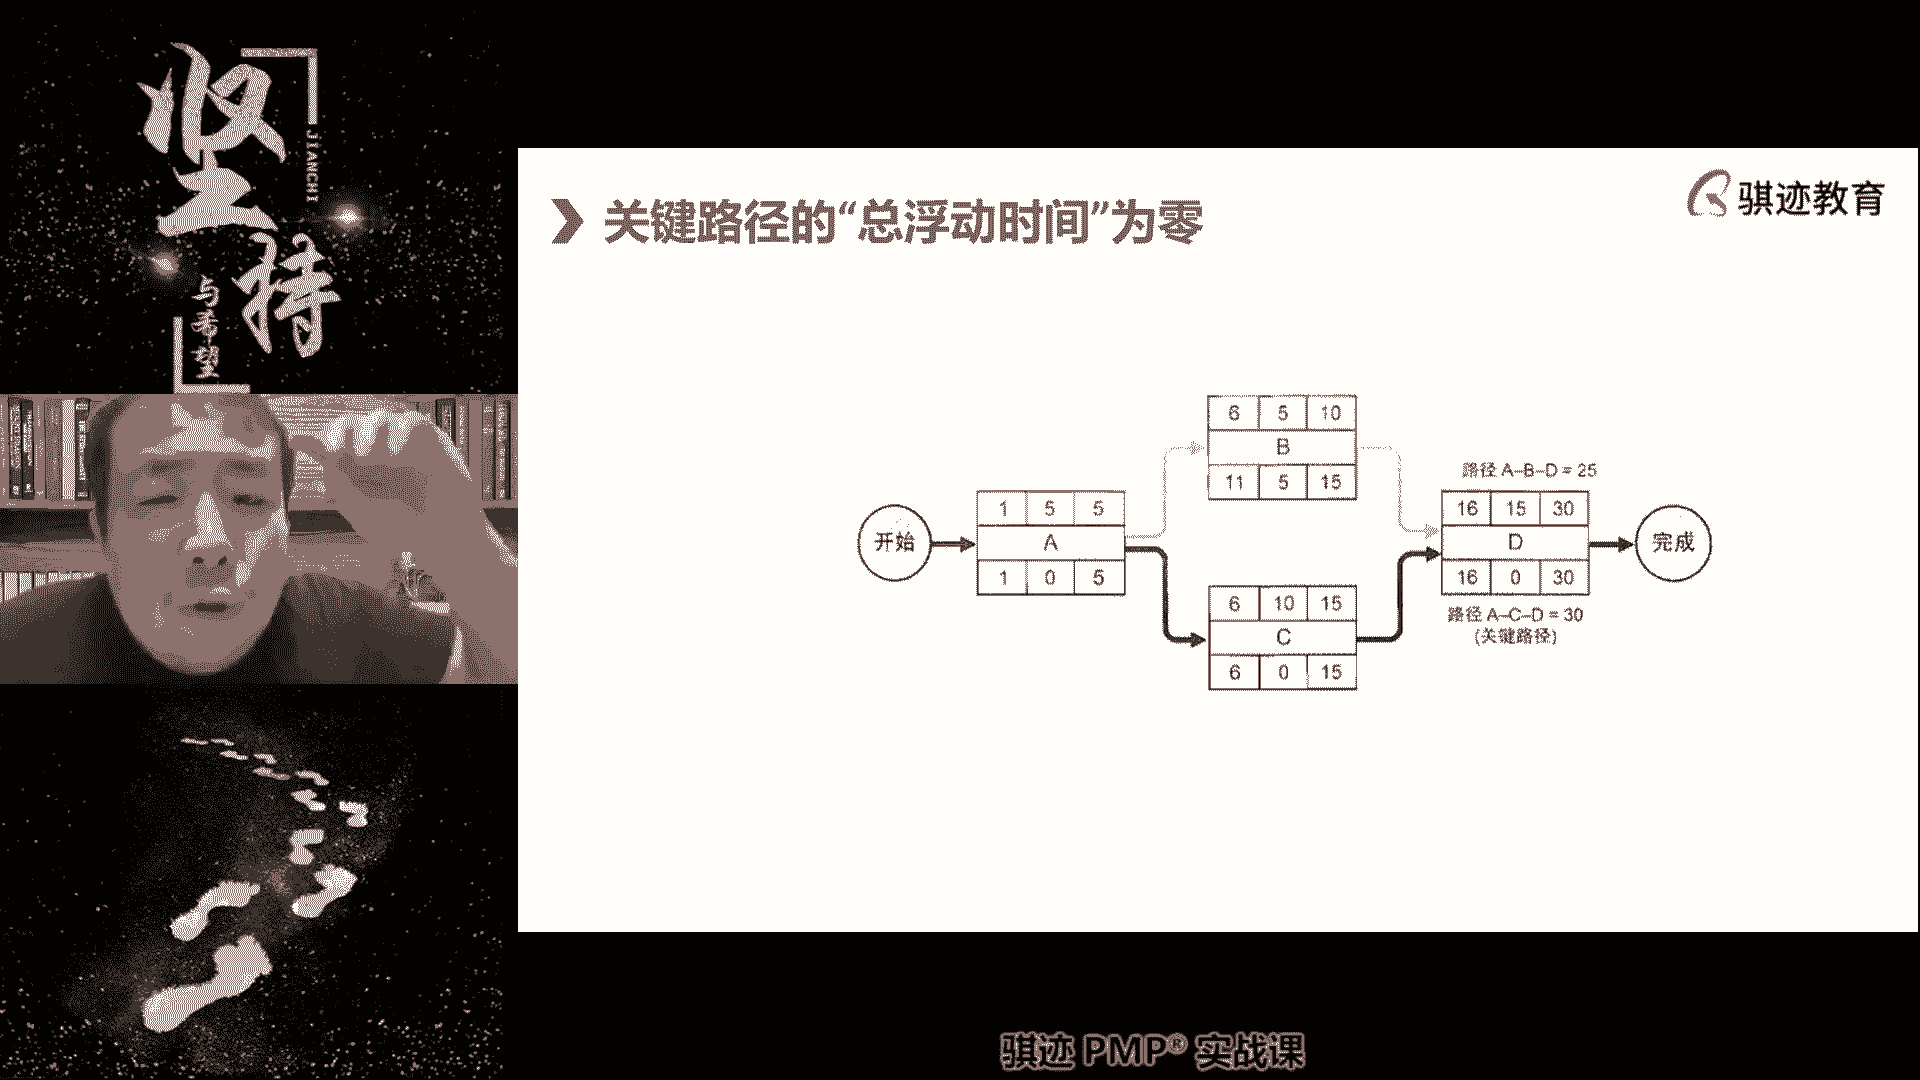 坚持
JIANCHI
与希望
关键路径的“总浮动时间”为零
骐迹教育
开始
1 5 5
A
1 0 5
6 5 10
B
11 5 15
6 10 15
C
6 0 15
路径 A–B–D = 25
16 15 30
D
16 0 30
路径 A–C–D = 30
(关键路径)
完成
骐迹 PMP® 实战课